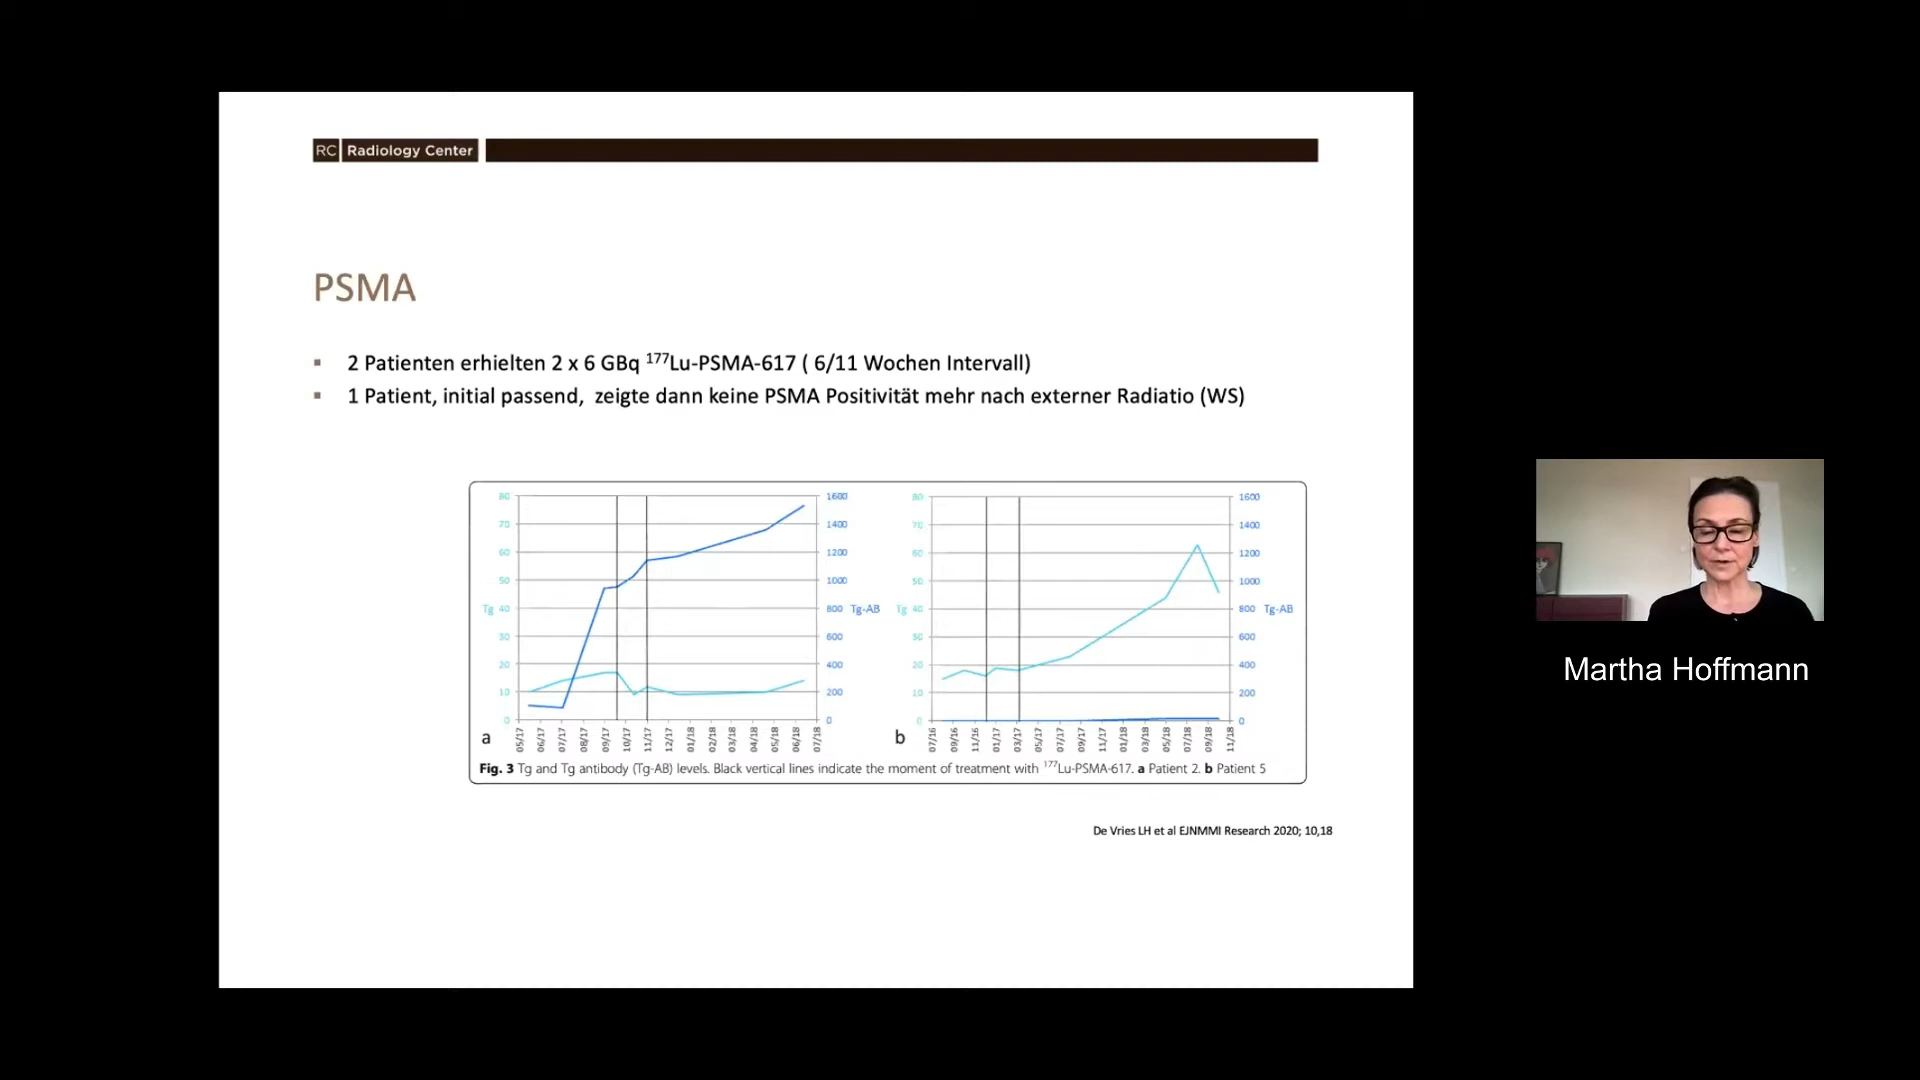 RC Radiology Center
PSMA
▪ 2 Patienten erhielten 2 x 6 GBq ¹⁷⁷Lu-PSMA-617 ( 6/11 Wochen Intervall)
▪ 1 Patient, initial passend, zeigte dann keine PSMA Positivität mehr nach externer Radiatio (WS)
80 1600
70 1400
60 1200
50 1000
Tg 40 800 Tg-AB
30 600
20 400
10 200
0 0
05/17 06/17 07/17 08/17 09/17 10/17 11/17 12/17 01/18 02/18 03/18 04/18 05/18 06/18 07/18
a
80 1600
70 1400
60 1200
50 1000
Tg 40 800 Tg-AB
30 600
20 400
10 200
0 0
07/16 09/16 11/16 01/17 03/17 05/17 07/17 09/17 11/17 01/18 03/18 05/18 07/18 09/18 11/18
b
Fig. 3 Tg and Tg antibody (Tg-AB) levels. Black vertical lines indicate the moment of treatment with ¹⁷⁷Lu-PSMA-617. a Patient 2. b Patient 5
De Vries LH et al EJNMMI Research 2020; 10,18
Martha Hoffmann